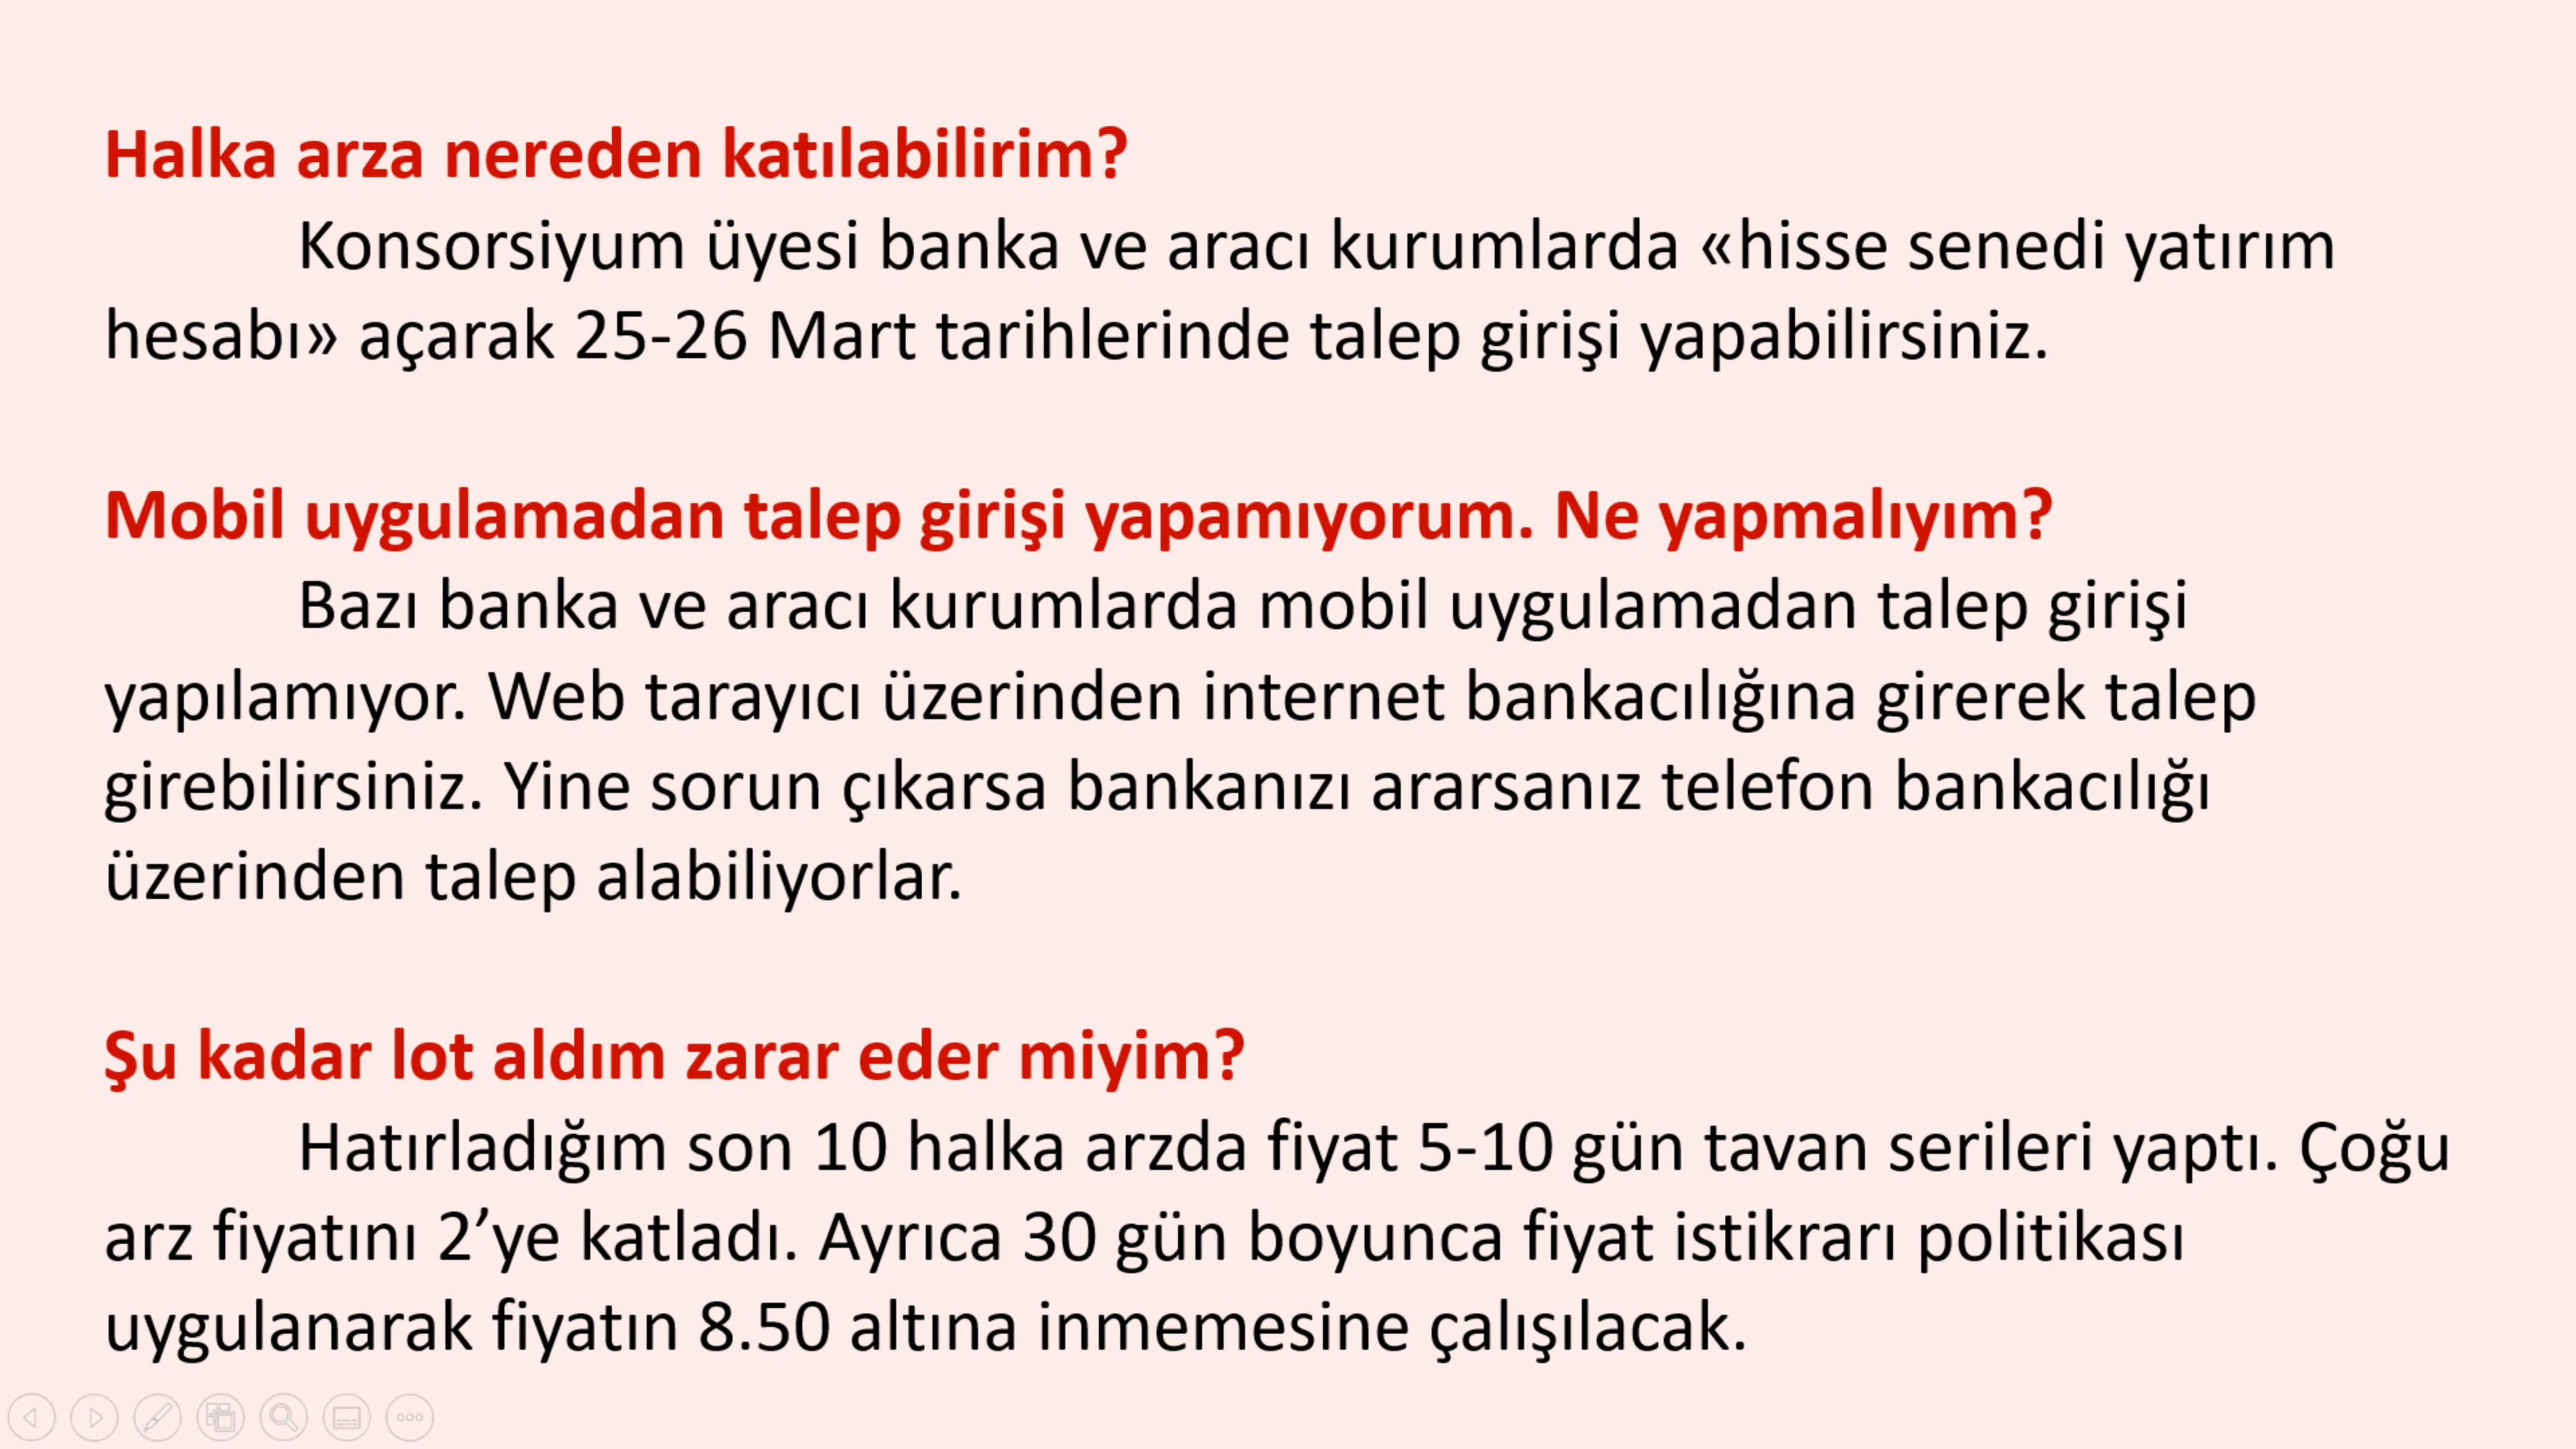 Halka arza nereden katılabilirim?
Konsorsiyum üyesi banka ve aracı kurumlarda «hisse senedi yatırım
hesabı» açarak 25-26 Mart tarihlerinde talep girişi yapabilirsiniz.
Mobil uygulamadan talep girişi yapamıyorum. Ne yapmalıyım?
Bazı banka ve aracı kurumlarda mobil uygulamadan talep girişi
yapılamıyor. Web tarayıcı üzerinden internet bankacılığına girerek talep
girebilirsiniz. Yine sorun çıkarsa bankanızı ararsanız telefon bankacılığı
üzerinden talep alabiliyorlar.
Şu kadar lot aldım zarar eder miyim?
Hatırladığım son 10 halka arzda fiyat 5-10 gün tavan serileri yaptı. Çoğu
arz fiyatını 2’ye katladı. Ayrıca 30 gün boyunca fiyat istikrarı politikası
uygulanarak fiyatın 8.50 altına inmemesine çalışılacak.